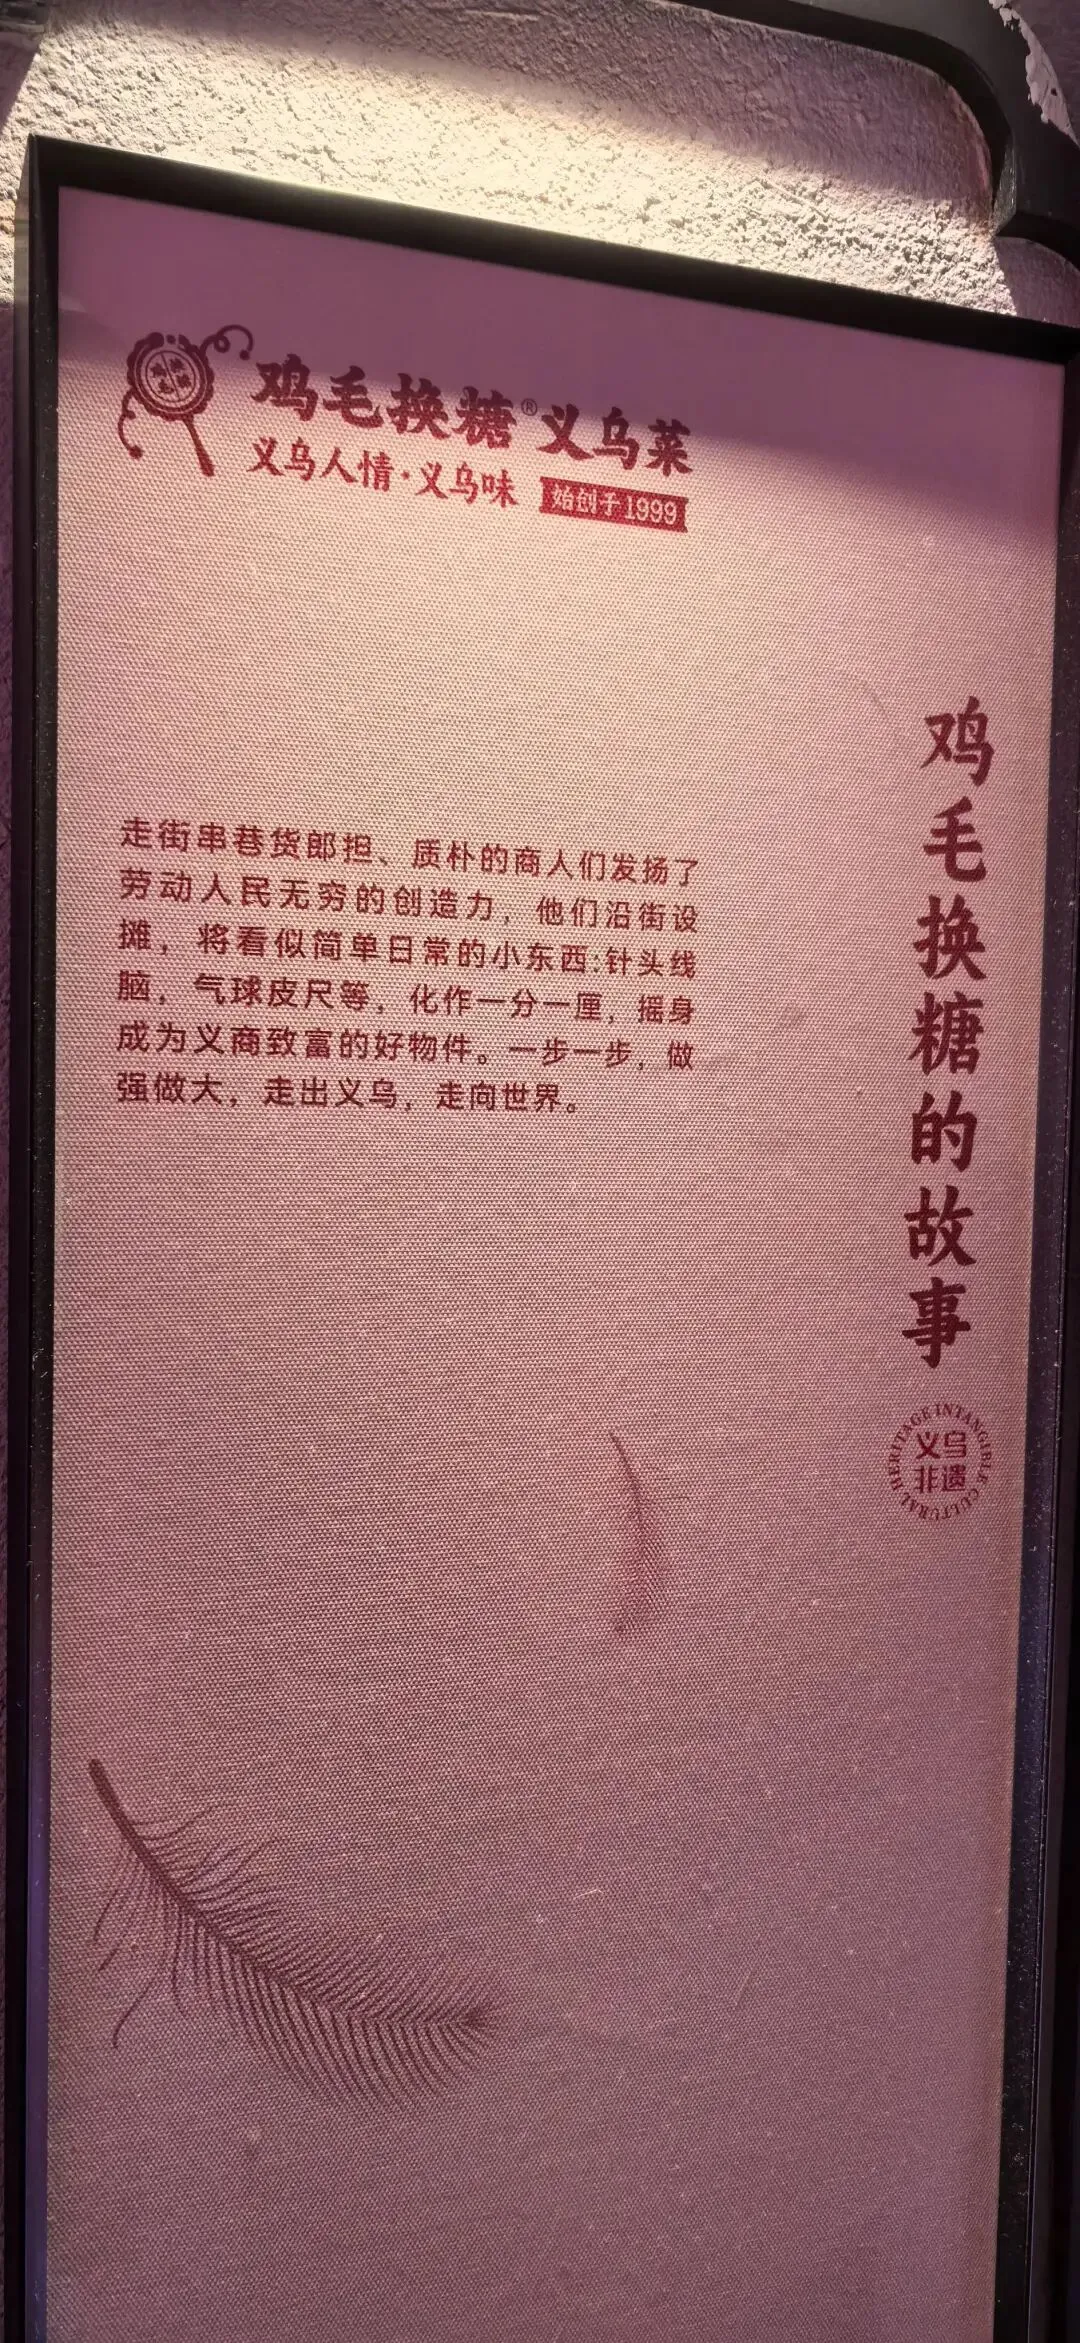 鸡毛换糖®义乌菜
义乌人情·义乌味 始创于1999
鸡毛换糖的故事
走街串巷货郎担、质朴的商人们发扬了
劳动人民无穷的创造力，他们沿街设
摊，将看似简单日常的小东西:针头线
脑，气球皮尺等，化作一分一厘，摇身
成为义商致富的好物件。一步一步，做
强做大，走出义乌，走向世界。
义乌
非遗
HERITAGE INTANGIBLE CULTURAL